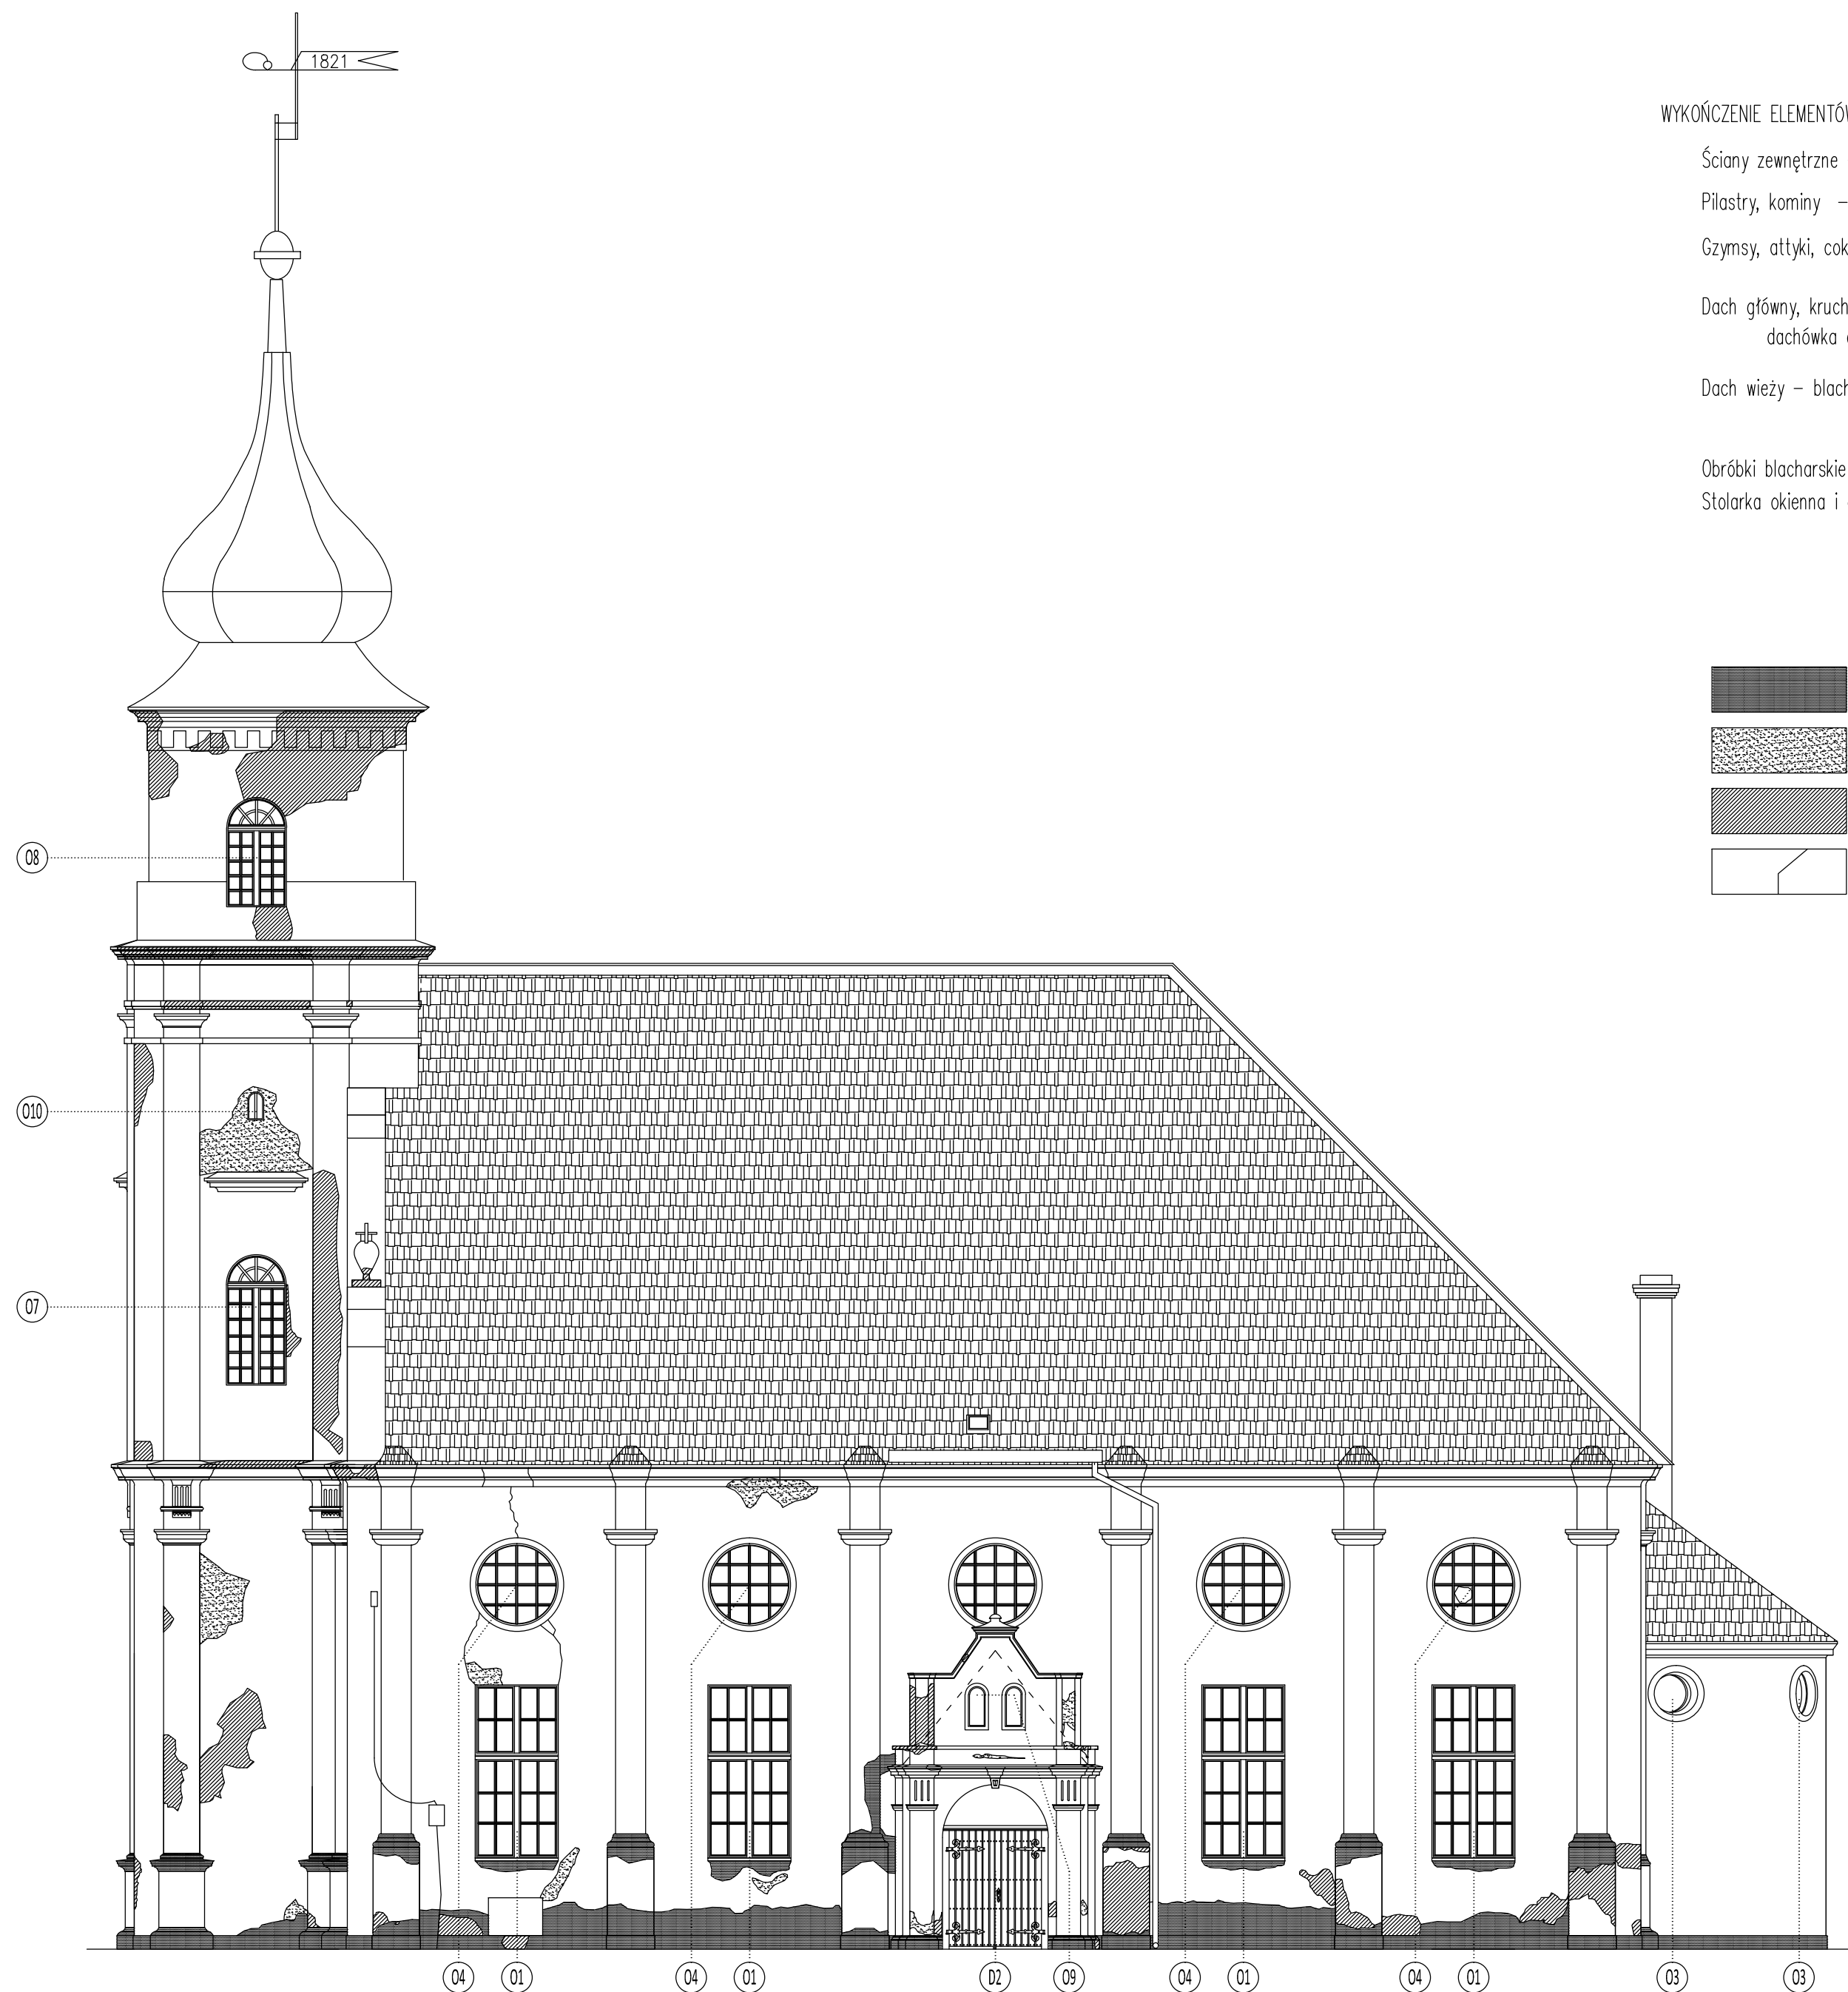 1821
WYKOŃCZENIE ELEMENTÓW
Ściany zewnętrzne
Pilastry, kominy –
Gzymsy, attyki, cok
Dach główny, kruch
dachówka
Dach wieży – blach
Obróbki blacharskie
Stolarka okienna i
08
010
07
04 01 04 01 D2 09 04 01 04 01 03 03